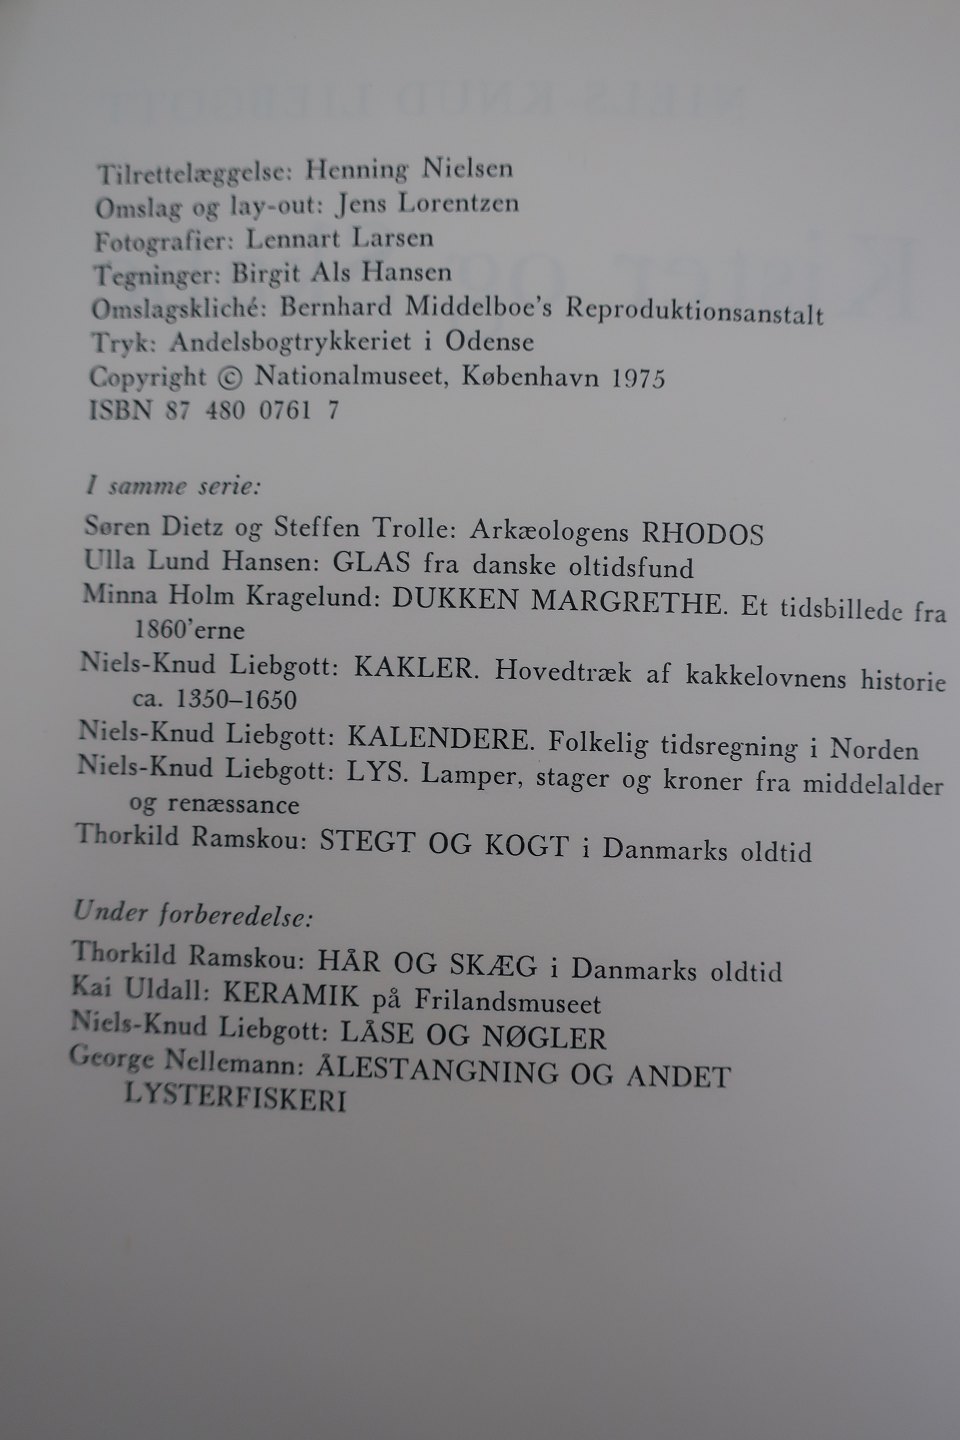 Tilrettelæggelse: Henning Nielsen
Omslag og lay-out: Jens Lorentzen
Fotografier: Lennart Larsen
Tegninger: Birgit Als Hansen
Omslagskliché: Bernhard Middelboe's Reproduktionsanstalt
Tryk: Andelsbogtrykkeriet i Odense
Copyright © Nationalmuseet, København 1975
ISBN 87 480 0761 7
I samme serie:
Søren Dietz og Steffen Trolle: Arkæologens RHODOS
Ulla Lund Hansen: GLAS fra danske oltidsfund
Minna Holm Kragelund: DUKKEN MARGRETHE. Et tidsbillede fra
1860'erne
Niels-Knud Liebgott: KAKLER. Hovedtræk af kakkelovnens historie
ca. 1350–1650
Niels-Knud Liebgott: KALENDERE. Folkelig tidsregning i Norden
Niels-Knud Liebgott: LYS. Lamper, stager og kroner fra middelalder
og renæssance
Thorkild Ramskou: STEGT OG KOGT i Danmarks oldtid
Under forberedelse:
Thorkild Ramskou: HÅR OG SKÆG i Danmarks oldtid
Kai Uldall: KERAMIK på Frilandsmuseet
Niels-Knud Liebgott: LÅSE OG NØGLER
George Nellemann: ÅLESTANGNING OG ANDET
LYSTERFISKERI